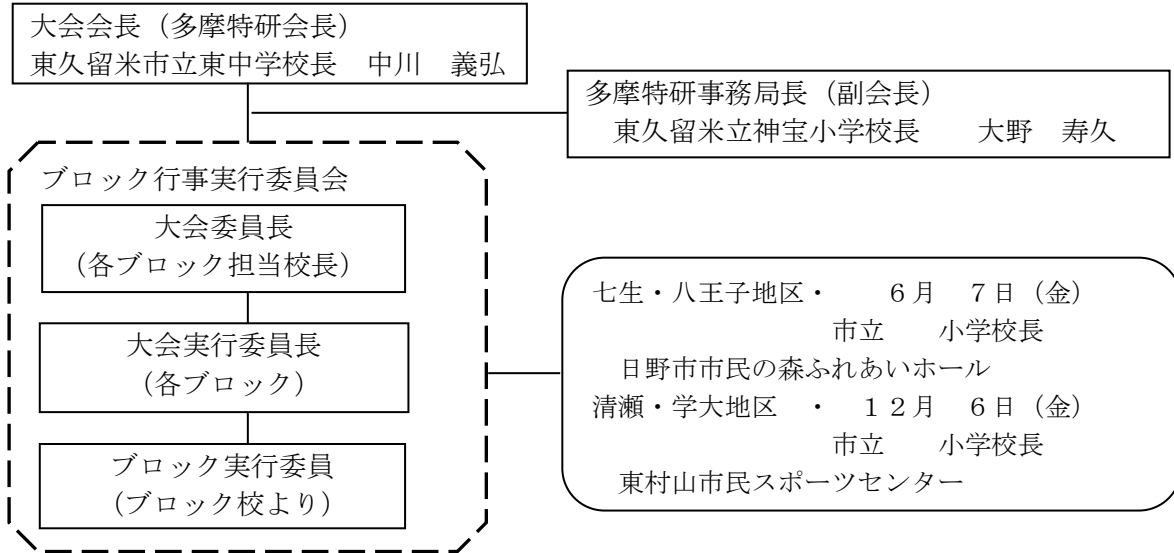 大会会長（多摩特研会長）
東久留米市立東中学校長　中川　義弘
多摩特研事務局長（副会長）
東久留米立神宝小学校長　　大野　寿久
ブロック行事実行委員会
大会委員長
（各ブロック担当校長）
大会実行委員長
（各ブロック）
ブロック実行委員
（ブロック校より）
七生・八王子地区・　　６月　７日（金）
市立　　小学校長
日野市市民の森ふれあいホール
清瀬・学大地区　・　１２月　６日（金）
市立　　小学校長
東村山市民スポーツセンター